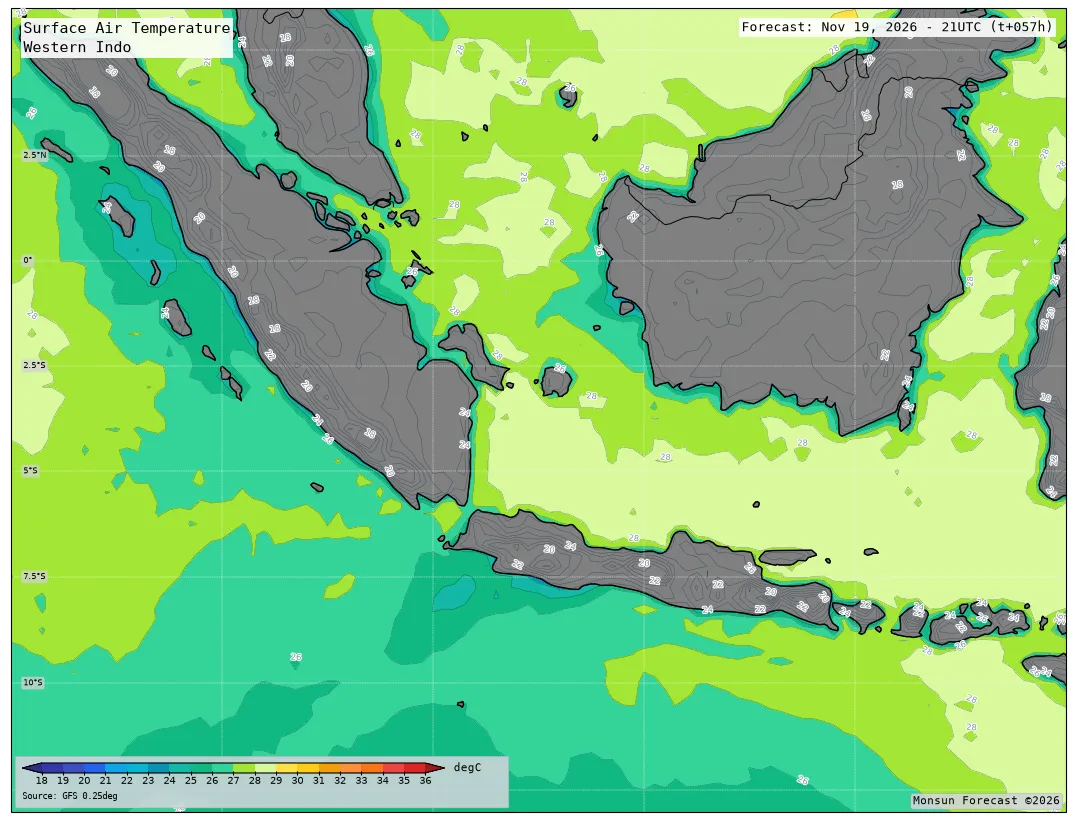 Surface Air Temperature
Western Indo
Forecast: Nov 19, 2026 - 21UTC (t+057h)
2.5°N
0°
2.5°S
5°S
7.5°S
10°S
degC
18 19 20 21 22 23 24 25 26 27 28 29 30 31 32 33 34 35 36
Source: GFS 0.25deg
Monsun Forecast ©2026